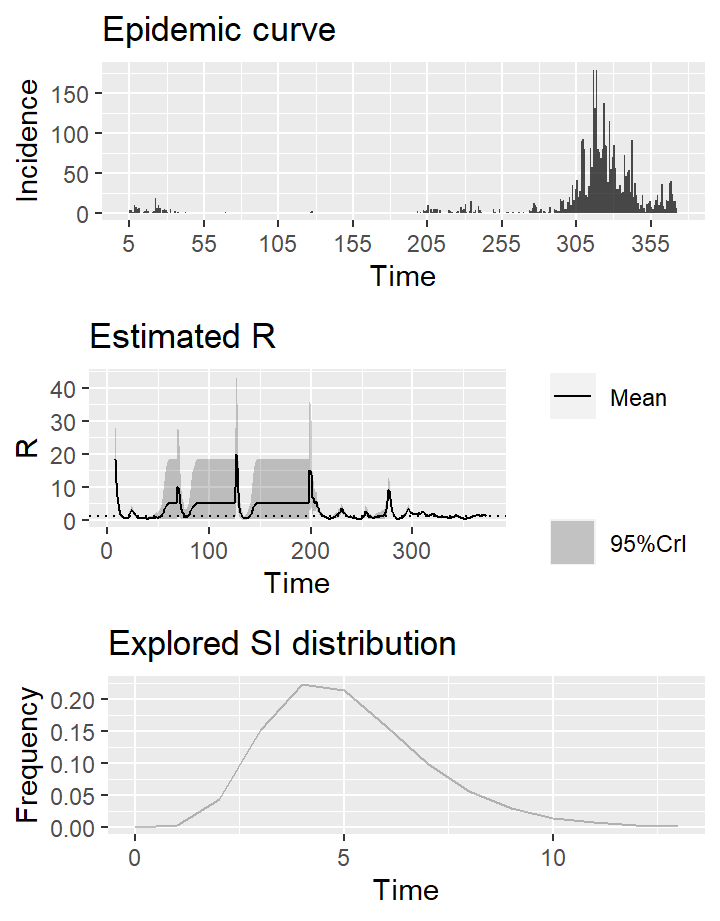 Epidemic curve
Incidence
150
100
50
0
5 55 105 155 205 255 305 355
Time
Estimated R
R
40
30
20
10
0
0 100 200 300
Time
Mean
95%CrI
Explored SI distribution
Frequency
0.20
0.15
0.10
0.05
0.00
0 5 10
Time